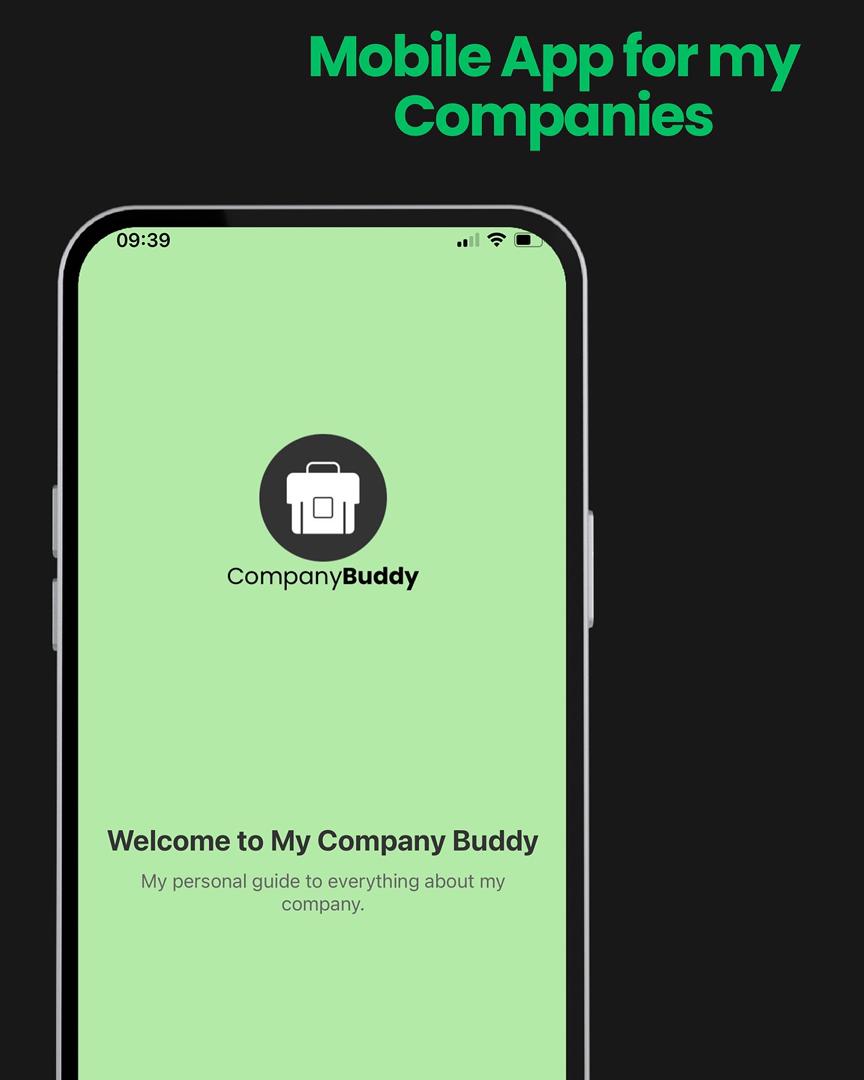 Mobile App for my
Companies
09:39
CompanyBuddy
Welcome to My Company Buddy
My personal guide to everything about my
company.